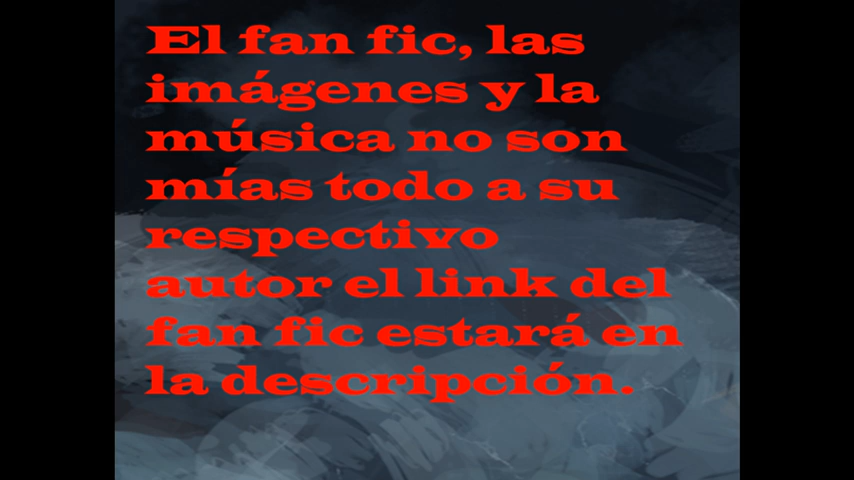 El fan fic, las
imágenes y la
música no son
mías todo a su
respectivo
autor el link del
fan fic estará en
la descripción.